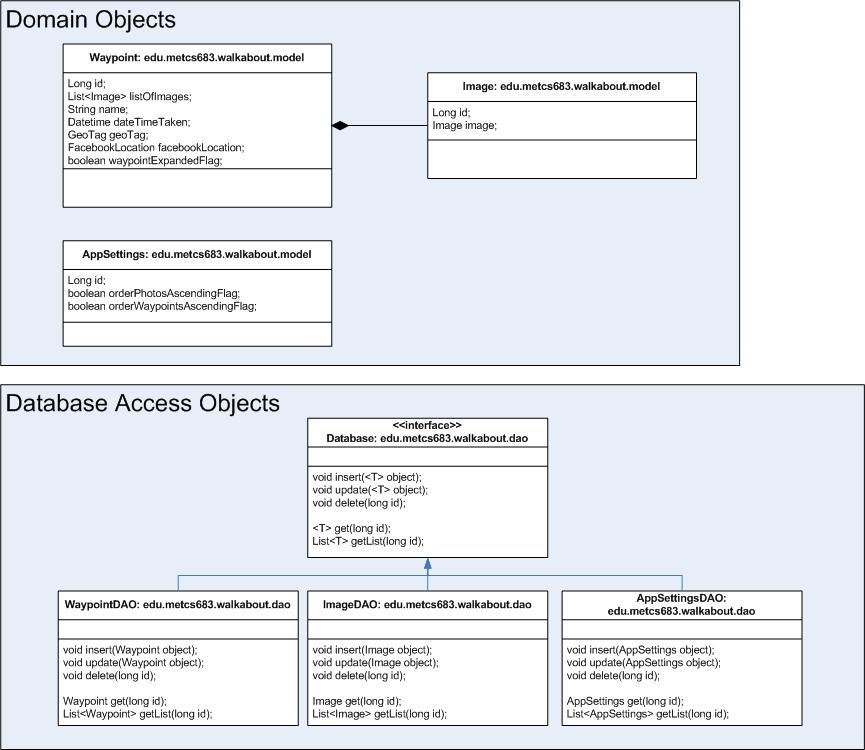 Domain Objects
Waypoint: edu.metcs683.walkabout.model
Long id;
List<Image> listOfImages;
String name;
Datetime dateTimeTaken;
GeoTag geoTag;
FacebookLocation facebookLocation;
boolean waypointExpandedFlag;
Image: edu.metcs683.walkabout.model
Long id;
Image image;
AppSettings: edu.metcs683.walkabout.model
Long id;
boolean orderPhotosAscendingFlag;
boolean orderWaypointsAscendingFlag;
Database Access Objects
<<interface>>
Database: edu.metcs683.walkabout.dao
void insert(<T> object);
void update(<T> object);
void delete(long id);
<T> get(long id);
List<T> getList(long id);
WaypointDAO: edu.metcs683.walkabout.dao
void insert(Waypoint object);
void update(Waypoint object);
void delete(long id);
Waypoint get(long id);
List<Waypoint> getList(long id);
ImageDAO: edu.metcs683.walkabout.dao
void insert(Image object);
void update(Image object);
void delete(long id);
Image get(long id);
List<Image> getList(long id);
AppSettingsDAO:
edu.metcs683.walkabout.dao
void insert(AppSettings object);
void update(AppSettings object);
void delete(long id);
AppSettings get(long id);
List<AppSettings> getList(long id);